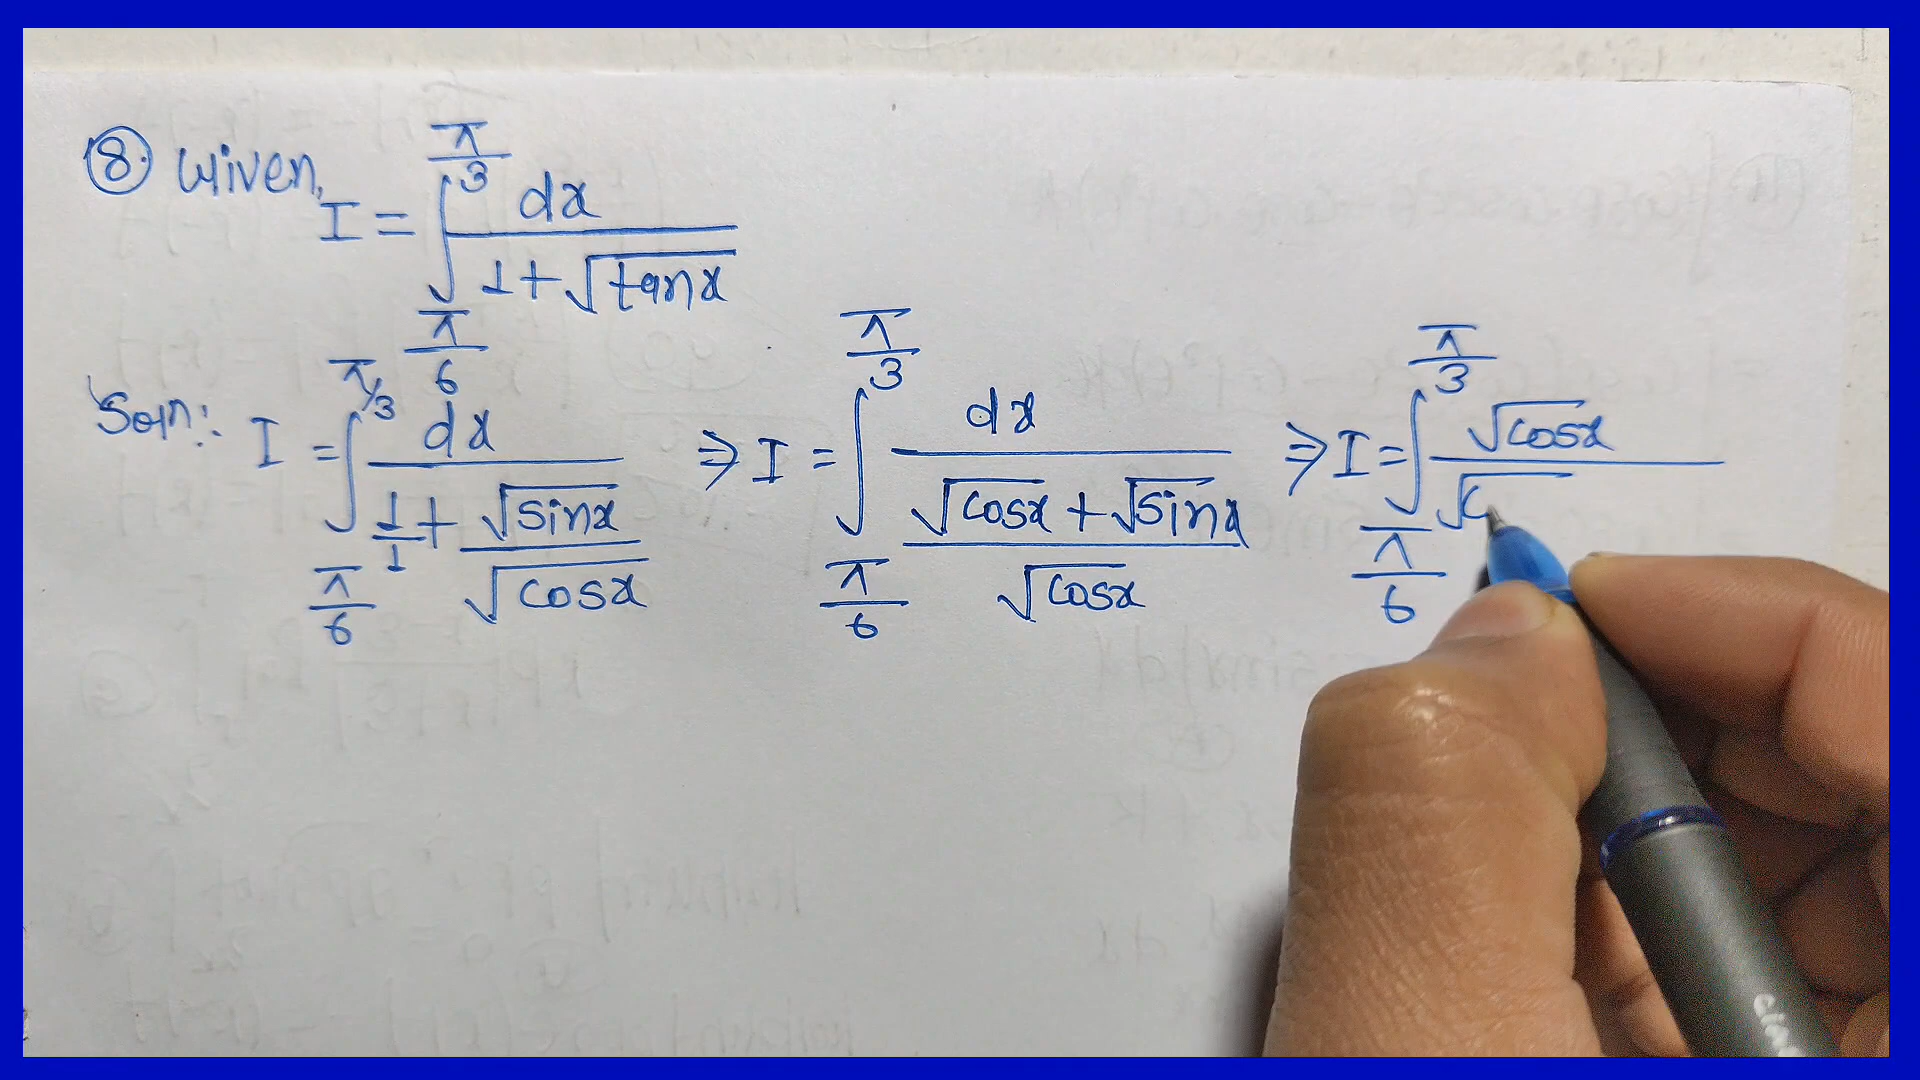 ⑧ Given, I = ∫_{π/6}^{π/3} dx / (1 + √tanx)
Soln: I = ∫_{π/6}^{π/3} dx / (1/1 + √sinx / √cosx) ⇒ I = ∫_{π/6}^{π/3} dx / ((√cosx + √sinx) / √cosx) ⇒ I = ∫_{π/6}^{π/3} √cosx / √c